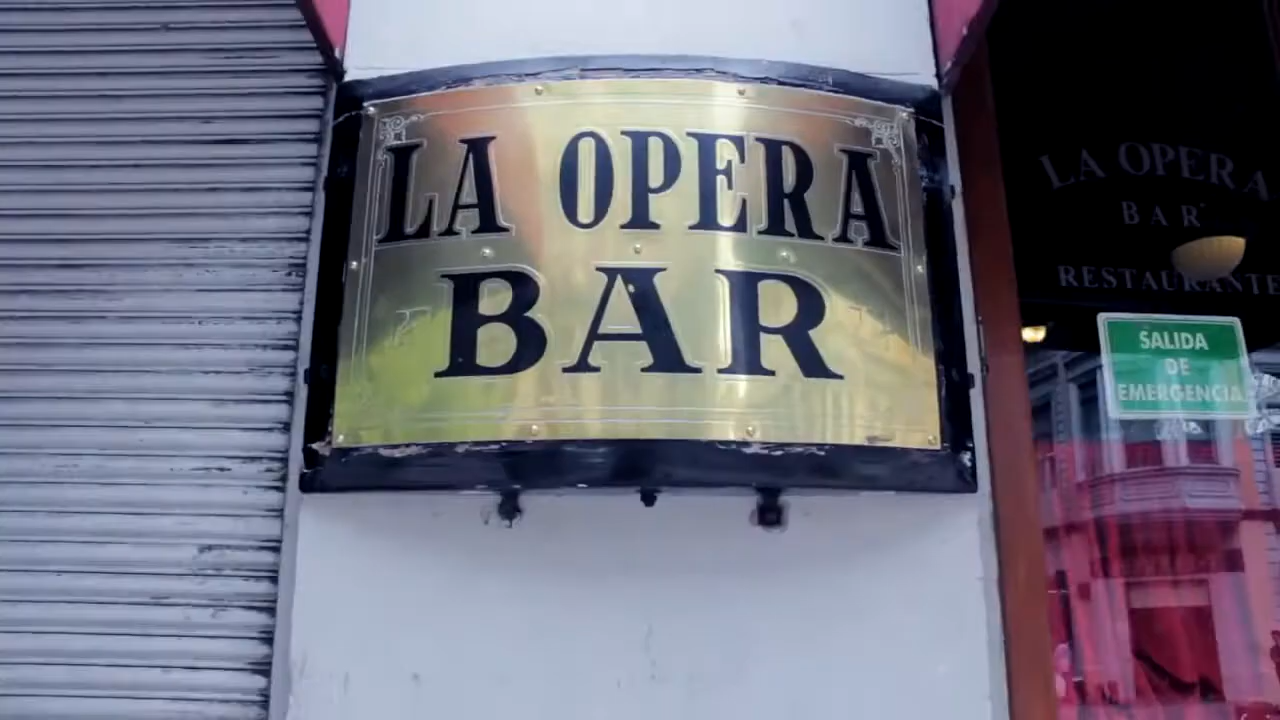 LA OPERA
BAR
LA OPERA
BAR
RESTAURANTE
SALIDA
DE
EMERGENCIA